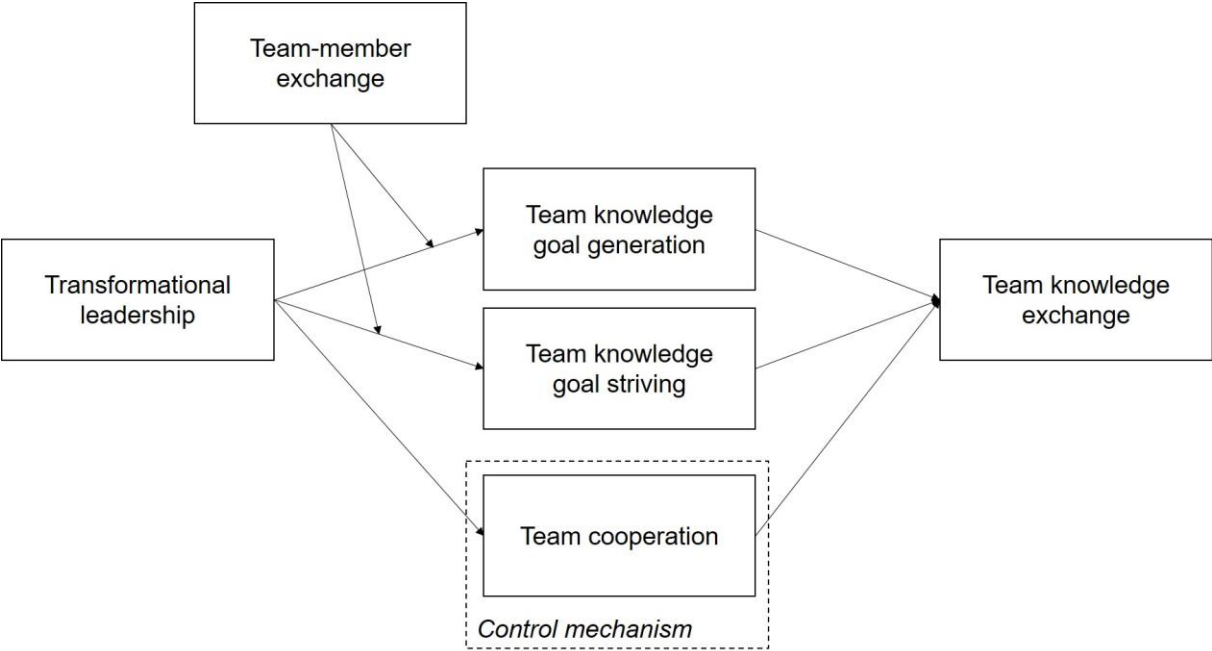 Team-member
exchange
Team knowledge
goal generation
Transformational
leadership
Team knowledge
exchange
Team knowledge
goal striving
Team cooperation
Control mechanism